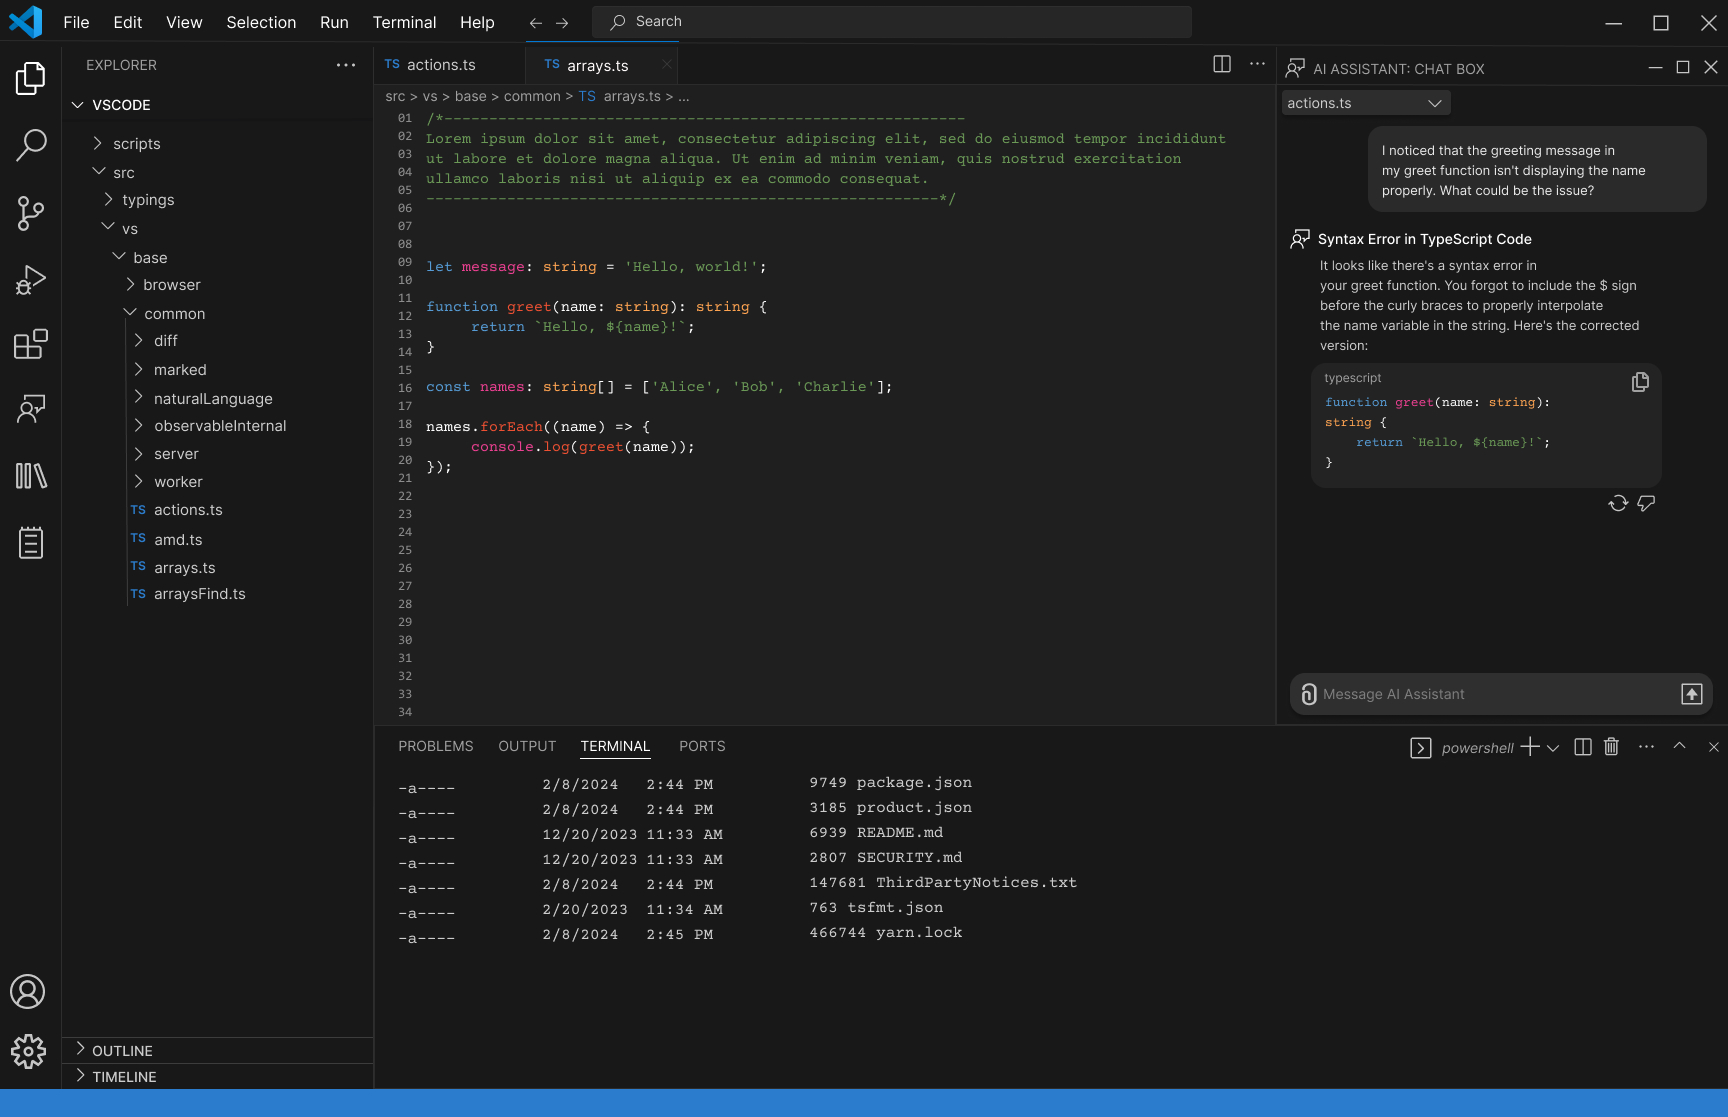 File Edit View Selection Run Terminal Help
Search
EXPLORER
VSCODE
scripts
src
typings
vs
base
browser
common
diff
marked
naturalLanguage
observableInternal
server
worker
TS actions.ts
TS amd.ts
TS arrays.ts
TS arraysFind.ts
OUTLINE
TIMELINE
TS actions.ts
TS arrays.ts
src > vs > base > common > TS arrays.ts > ...
01
02
03
04
05
06
07
08
09
10
11
12
13
14
15
16
17
18
19
20
21
22
23
24
25
26
27
28
29
30
31
32
33
34
/*----------------------------------------------------------
Lorem ipsum dolor sit amet, consectetur adipiscing elit, sed do eiusmod tempor incididunt
ut labore et dolore magna aliqua. Ut enim ad minim veniam, quis nostrud exercitation
ullamco laboris nisi ut aliquip ex ea commodo consequat.
---------------------------------------------------------*/
let message: string = 'Hello, world!';
function greet(name: string): string {
return `Hello, ${name}!`;
}
const names: string[] = ['Alice', 'Bob', 'Charlie'];
names.forEach((name) => {
console.log(greet(name));
});
AI ASSISTANT: CHAT BOX
actions.ts
I noticed that the greeting message in
my greet function isn't displaying the name
properly. What could be the issue?
Syntax Error in TypeScript Code
It looks like there's a syntax error in
your greet function. You forgot to include the $ sign
before the curly braces to properly interpolate
the name variable in the string. Here's the corrected
version:
typescript
function greet(name: string):
string {
return `Hello, ${name}!`;
}
Message AI Assistant
PROBLEMS OUTPUT TERMINAL PORTS
powershell
-a---- 2/8/2024 2:44 PM 9749 package.json
-a---- 2/8/2024 2:44 PM 3185 product.json
-a---- 12/20/2023 11:33 AM 6939 README.md
-a---- 12/20/2023 11:33 AM 2807 SECURITY.md
-a---- 2/8/2024 2:44 PM 147681 ThirdPartyNotices.txt
-a---- 2/20/2023 11:34 AM 763 tsfmt.json
-a---- 2/8/2024 2:45 PM 466744 yarn.lock